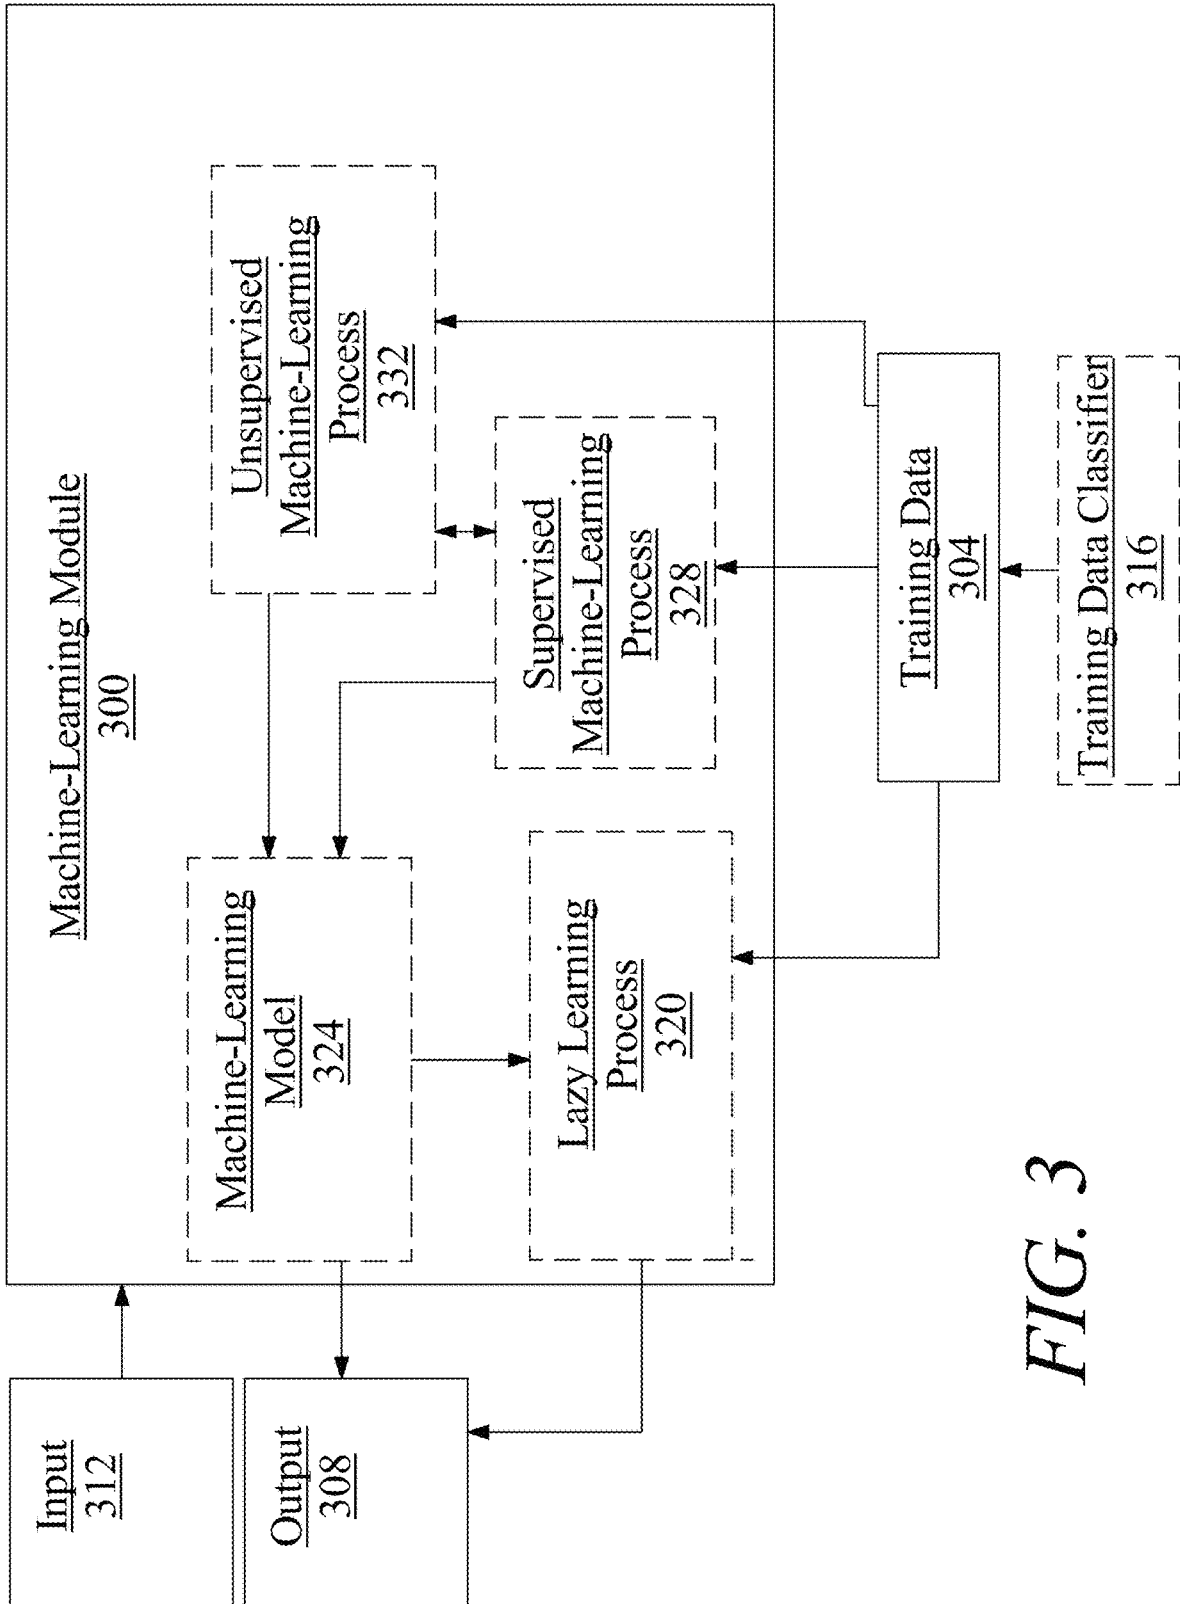 Machine-Learning Module
300
Input
312
Output
308
Machine-Learning
Model
324
Unsupervised
Machine-Learning
Process
332
Lazy Learning
Process
320
Supervised
Machine-Learning
Process
328
Training Data
304
Training Data Classifier
316
FIG. 3